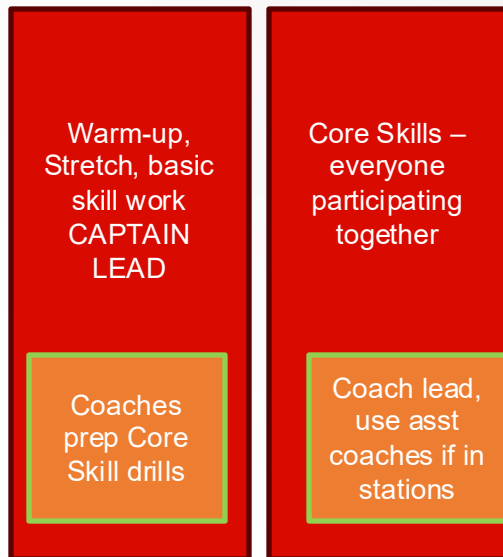 Warm-up,
Stretch, basic
skill work
CAPTAIN
LEAD
Coaches
prep Core
Skill drills
Core Skills –
everyone
participating
together
Coach lead,
use asst
coaches if in
stations